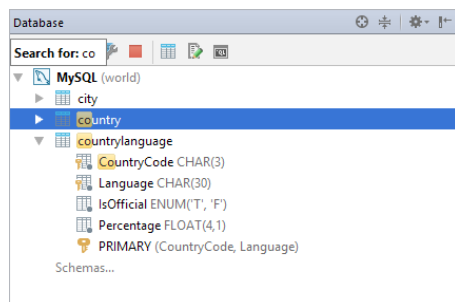 Database
Search for: co
MySQL (world)
city
country
countrylanguage
CountryCode CHAR(3)
Language CHAR(30)
IsOfficial ENUM('T', 'F')
Percentage FLOAT(4,1)
PRIMARY (CountryCode, Language)
Schemas...